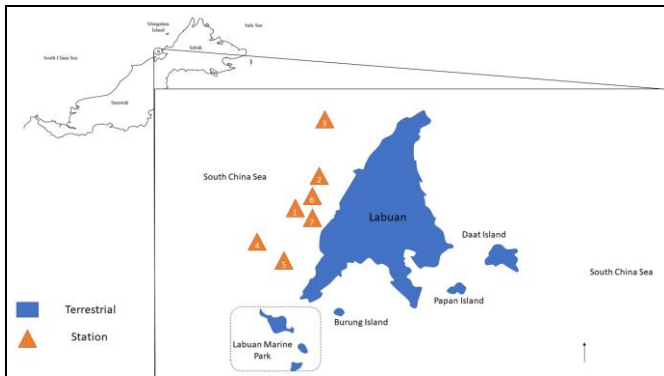 Mengalum
Island
Sulu Sea
South China Sea
Sabah
Sarawak
3
South China Sea
2
6
1
7
Labuan
4
5
Daat Island
South China Sea
Papan Island
Burung Island
Labuan Marine
Park
Terrestrial
Station